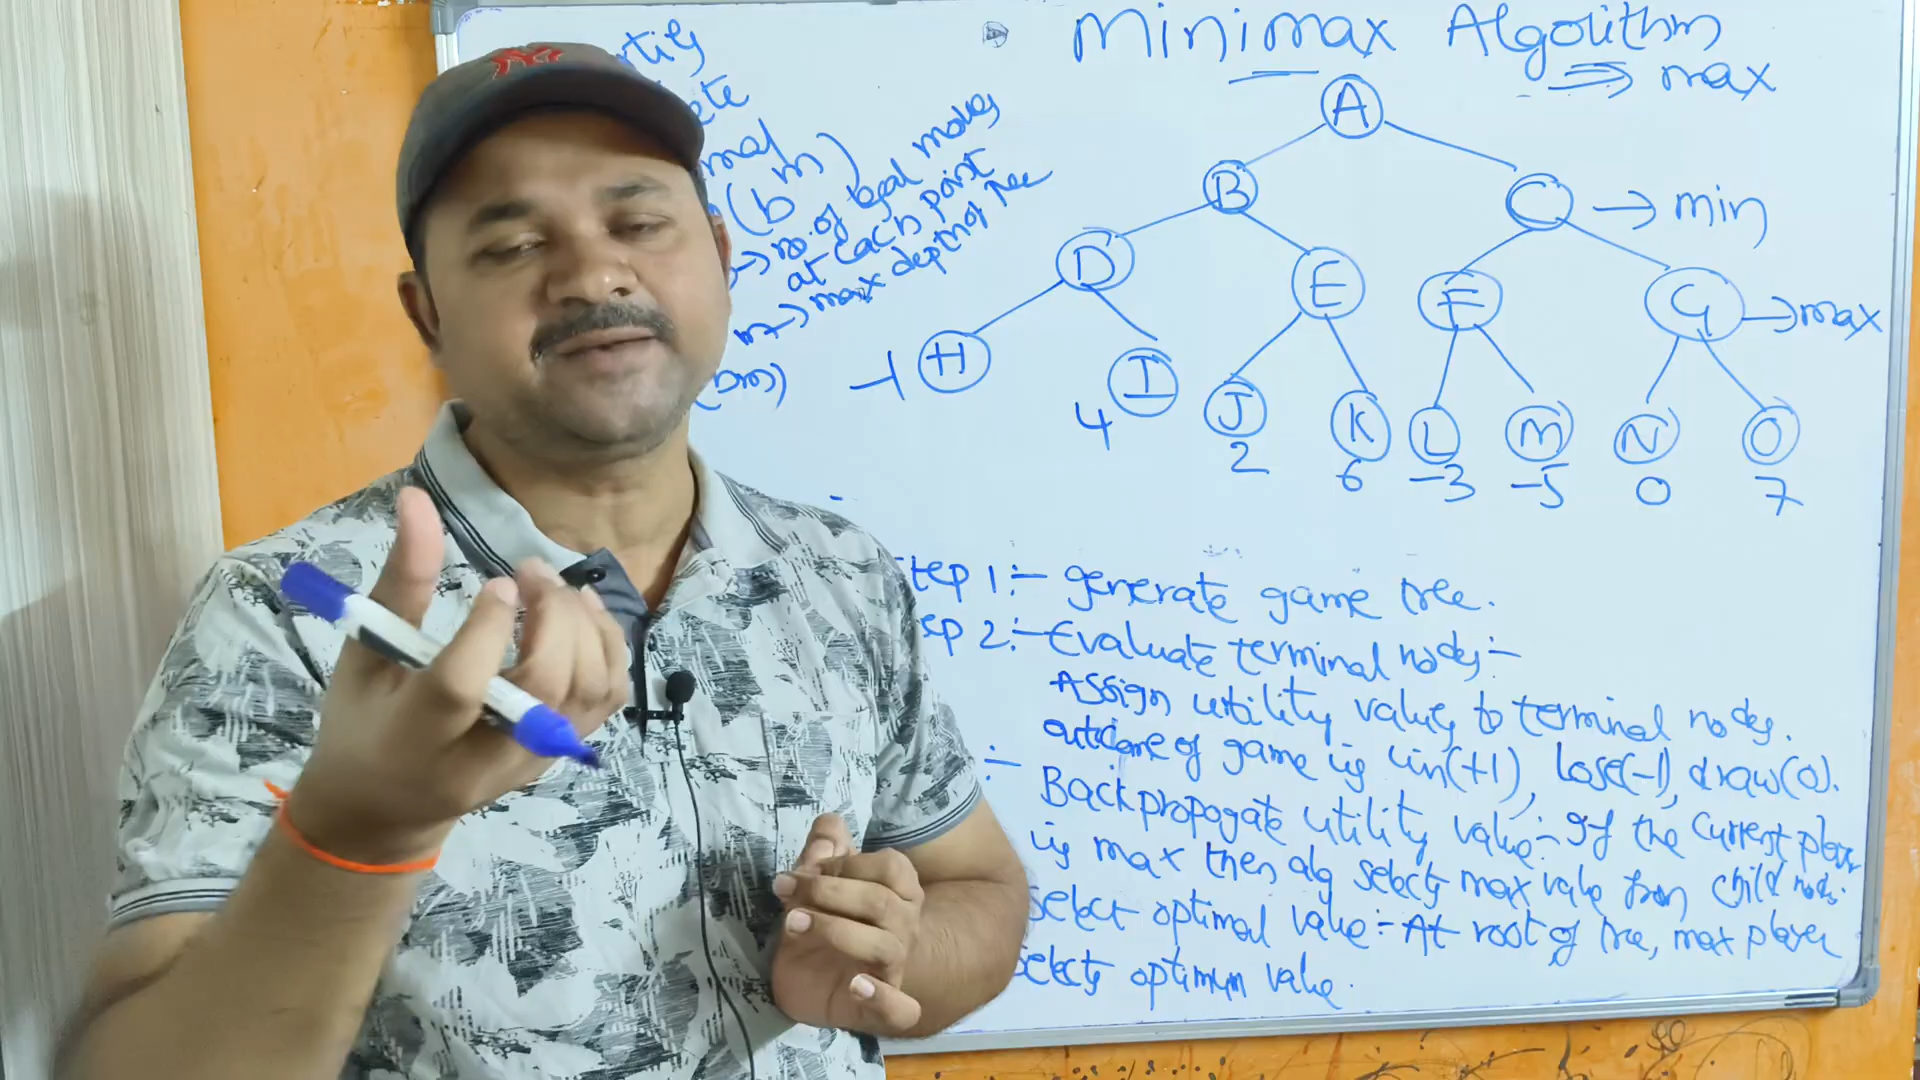 Minimax Algorithm
⇒ max
A
B
C → min
D
E
F
G → max
H
I
J
K
L
M
N
O
-1
4
2
6
-3
-5
0
7
(b m)
→ no. of legal moves
at each point
m → max depth of tree
(bm)
tep 1:- generate game tree.
ep 2:- Evaluate terminal nodes:-
Assign utility values to terminal nodes.
outcome of game is win(+1), lose(-1), draw(0).
:- Backpropogate utility value:- If the current player
is max then alg selects max value from child nodes.
select optimal value:- At root of tree, max player
selects optimum value.